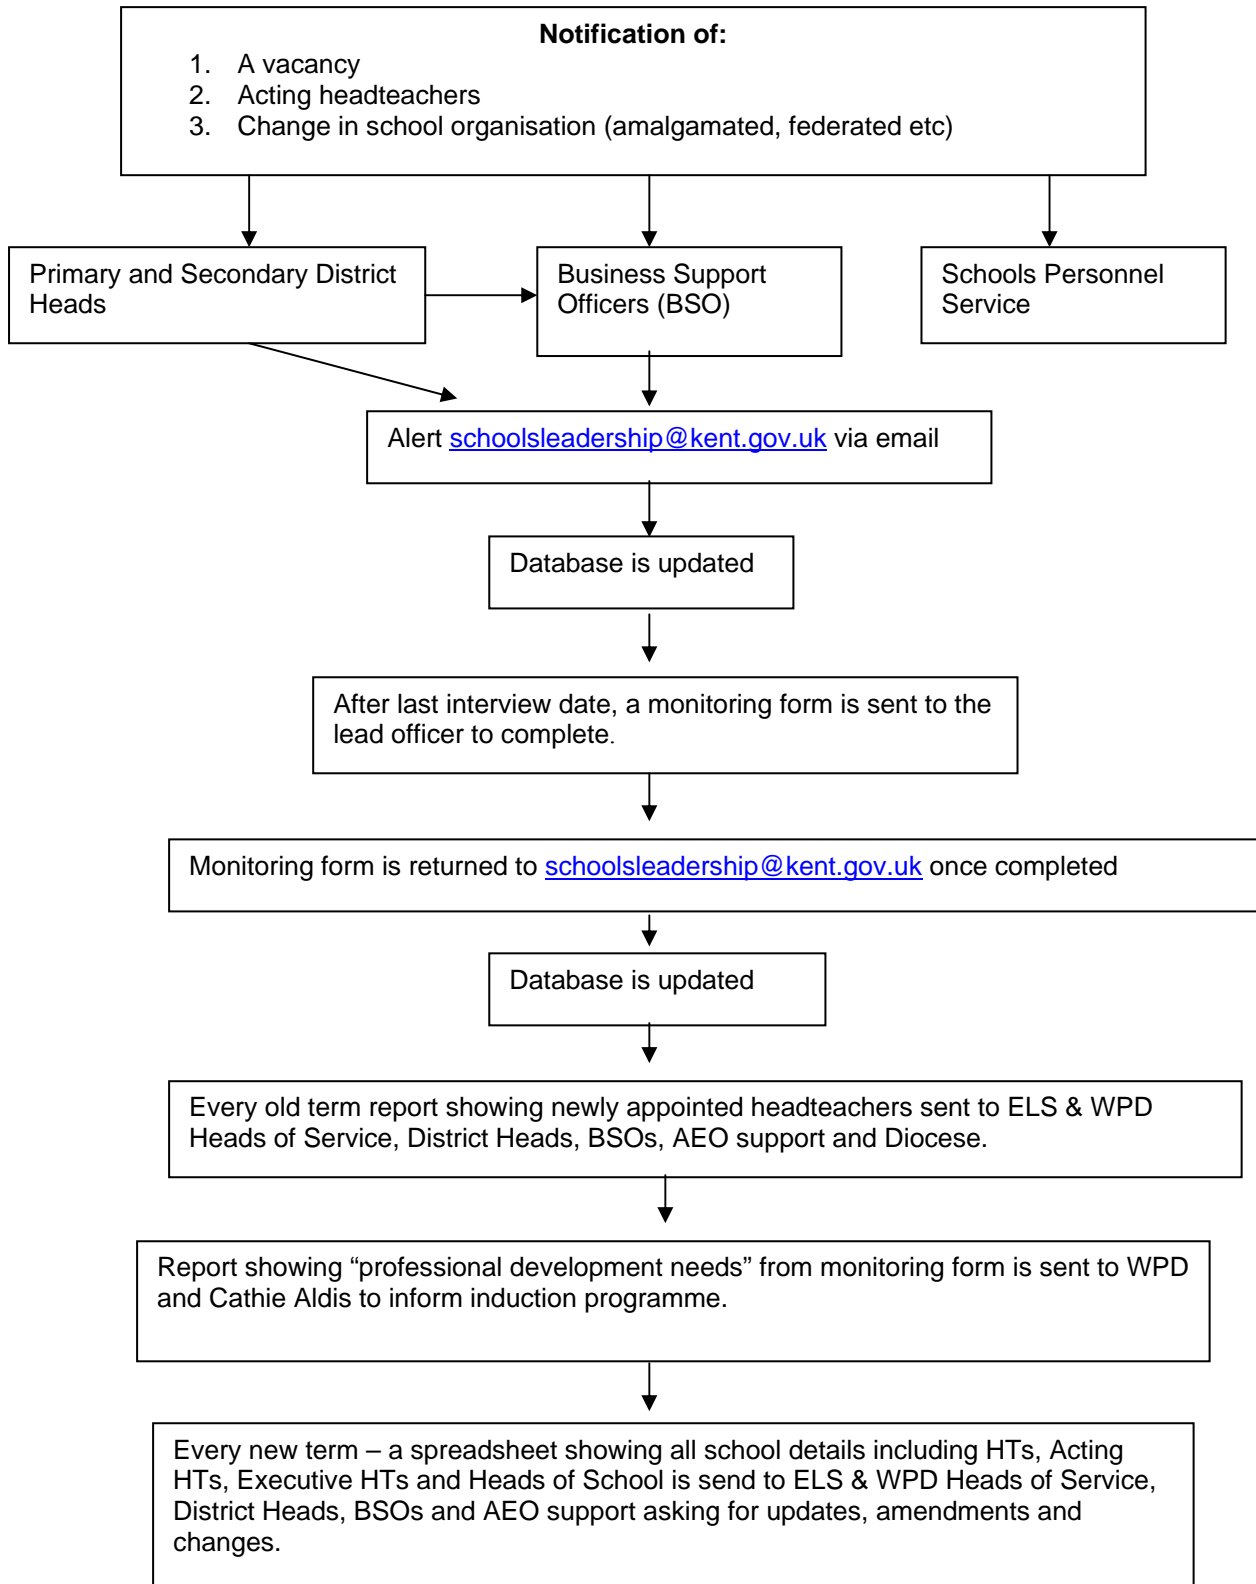 Notification of:
1. A vacancy
2. Acting headteachers
3. Change in school organisation (amalgamated, federated etc)
Primary and Secondary District
Heads
Business Support
Officers (BSO)
Schools Personnel
Service
Alert schoolsleadership@kent.gov.uk via email
Database is updated
After last interview date, a monitoring form is sent to the
lead officer to complete.
Monitoring form is returned to schoolsleadership@kent.gov.uk once completed
Database is updated
Every old term report showing newly appointed headteachers sent to ELS & WPD
Heads of Service, District Heads, BSOs, AEO support and Diocese.
Report showing “professional development needs” from monitoring form is sent to WPD
and Cathie Aldis to inform induction programme.
Every new term – a spreadsheet showing all school details including HTs, Acting
HTs, Executive HTs and Heads of School is send to ELS & WPD Heads of Service,
District Heads, BSOs and AEO support asking for updates, amendments and
changes.